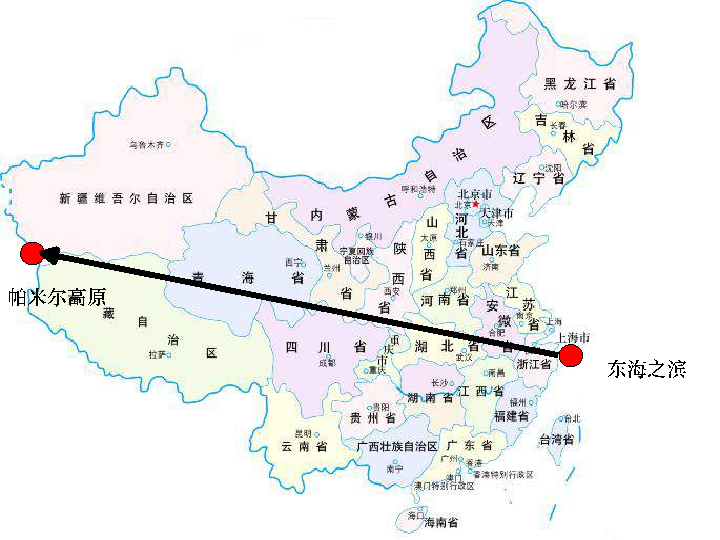 黑龙江省
哈尔滨
吉林省
长春
沈阳
辽宁省
乌鲁木齐
新疆维吾尔自治区
内蒙古自治区
呼和浩特
北京市
北京
天津市
天津
河北省
石家庄
山西省
太原
山东省
济南
甘肃省
兰州
银川
宁夏回族
自治区
陕西省
西安
青海省
西宁
帕米尔高原
西藏自治区
拉萨
河南省
郑州
江苏省
南京
安徽省
合肥
上海
上海市
东海之滨
四川省
成都
重庆市
重庆
湖北省
武汉
浙江省
长沙
湖南省
南昌
江西省
贵阳
贵州省
福州
福建省
台北
台湾省
昆明
云南省
广西壮族自治区
南宁
广东省
广州
香港
香港特别行政区
澳门
澳门特别行政区
海口
海南省